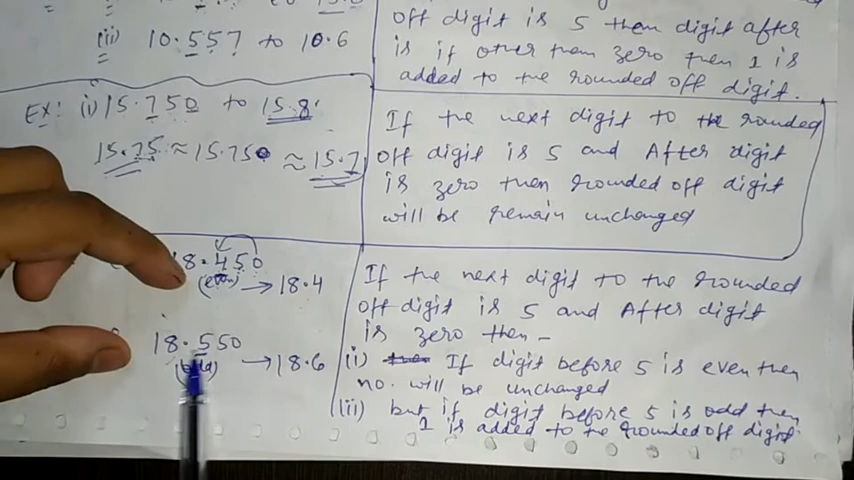 (iii) 10.557 to 10.6
off digit is 5 then digit after
is if other than zero then 1 is
added to the rounded off digit.
Ex: (i) 15.750 to 15.8
15.75 ≈ 15.750 ≈ 15.7
If the next digit to the rounded
off digit is 5 and After digit
is zero then rounded off digit
will be remain unchanged
18.450
(even) → 18.4
18.550
→ 18.6
If the next digit to the rounded
off digit is 5 and After digit
is zero then -
(i) If digit before 5 is even then
no. will be unchanged
(iii) but if digit before 5 is odd then
1 is added to the rounded off digit.